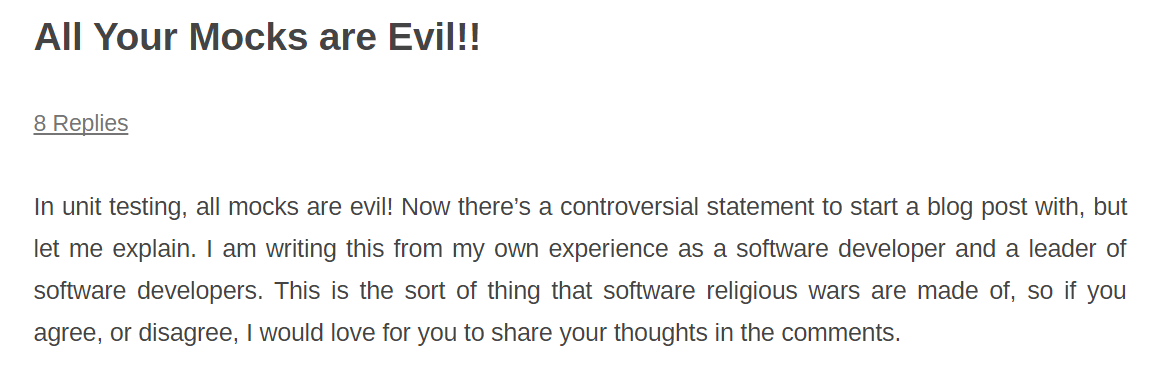 All Your Mocks are Evil!!
8 Replies
In unit testing, all mocks are evil! Now there’s a controversial statement to start a blog post with, but
let me explain. I am writing this from my own experience as a software developer and a leader of
software developers. This is the sort of thing that software religious wars are made of, so if you
agree, or disagree, I would love for you to share your thoughts in the comments.